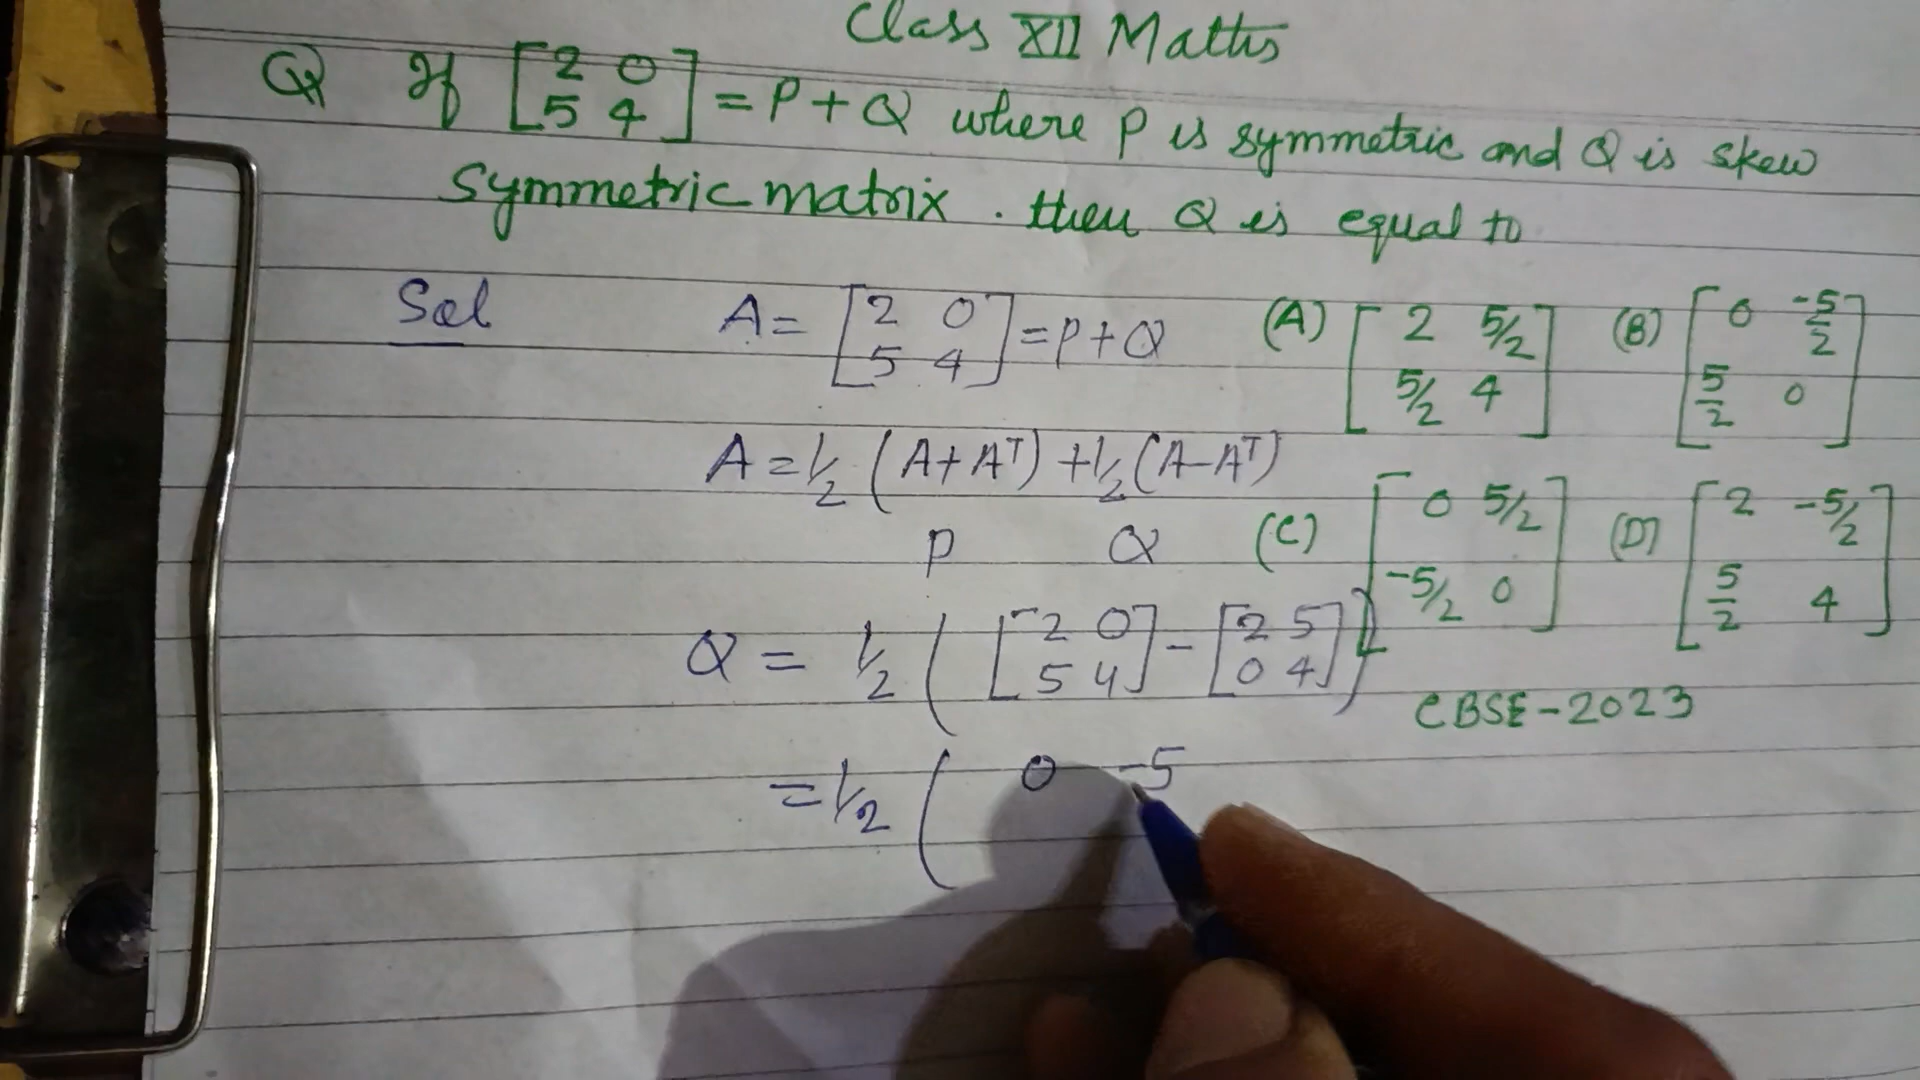 Class XII Maths
Q If [2 0
5 4] = P + Q where P is symmetric and Q is skew
symmetric matrix . then Q is equal to
Sol
A = [2 0
5 4] = P + Q
A = 1/2 (A + Aᵀ) + 1/2 (A - Aᵀ)
P Q
Q = 1/2 ( [2 0
5 4] - [2 5
0 4] )
= 1/2 ( 0 -5
(A) [2 5/2
5/2 4]
(B) [0 -5/2
5/2 0]
(C) [0 5/2
-5/2 0]
(D) [2 -5/2
5/2 4]
CBSE - 2023